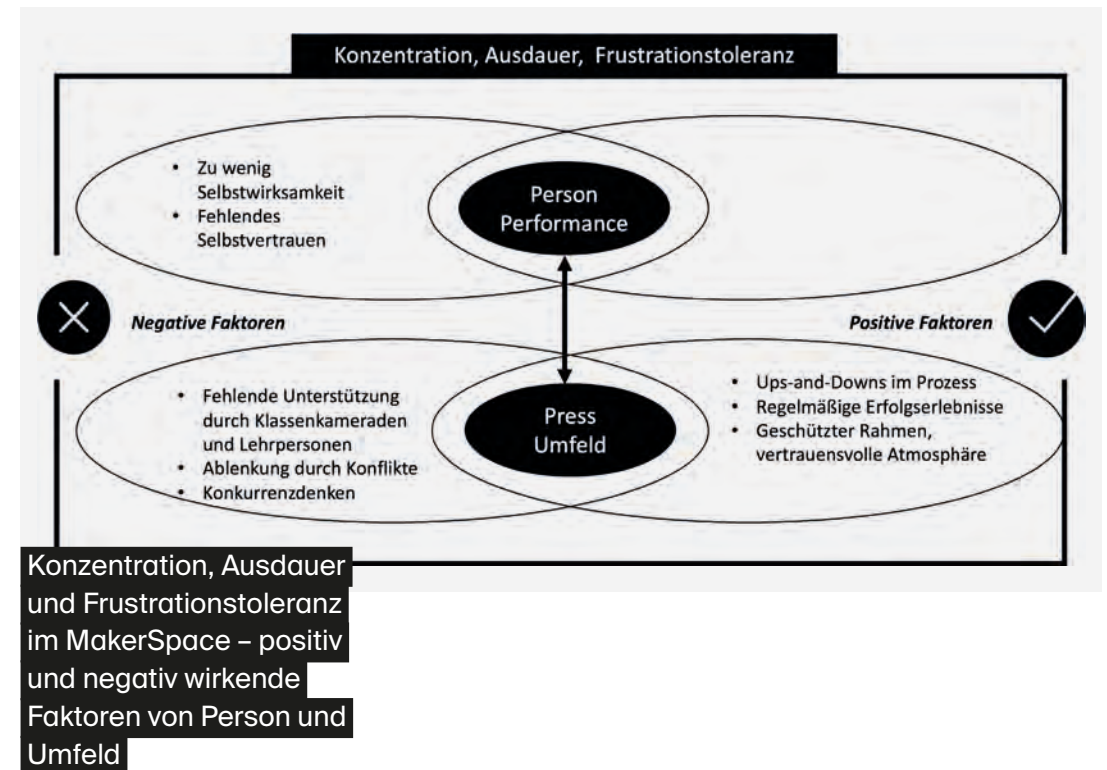 Konzentration, Ausdauer, Frustrationstoleranz
• Zu wenig
Selbstwirksamkeit
• Fehlendes
Selbstvertrauen
Person
Performance
Negative Faktoren
Positive Faktoren
• Fehlende Unterstützung
durch Klassenkameraden
und Lehrpersonen
• Ablenkung durch Konflikte
• Konkurrenzdenken
Press
Umfeld
• Ups-and-Downs im Prozess
• Regelmäßige Erfolgserlebnisse
• Geschützter Rahmen,
vertrauensvolle Atmosphäre
Konzentration, Ausdauer
und Frustrationstoleranz
im MakerSpace – positiv
und negativ wirkende
Faktoren von Person und
Umfeld